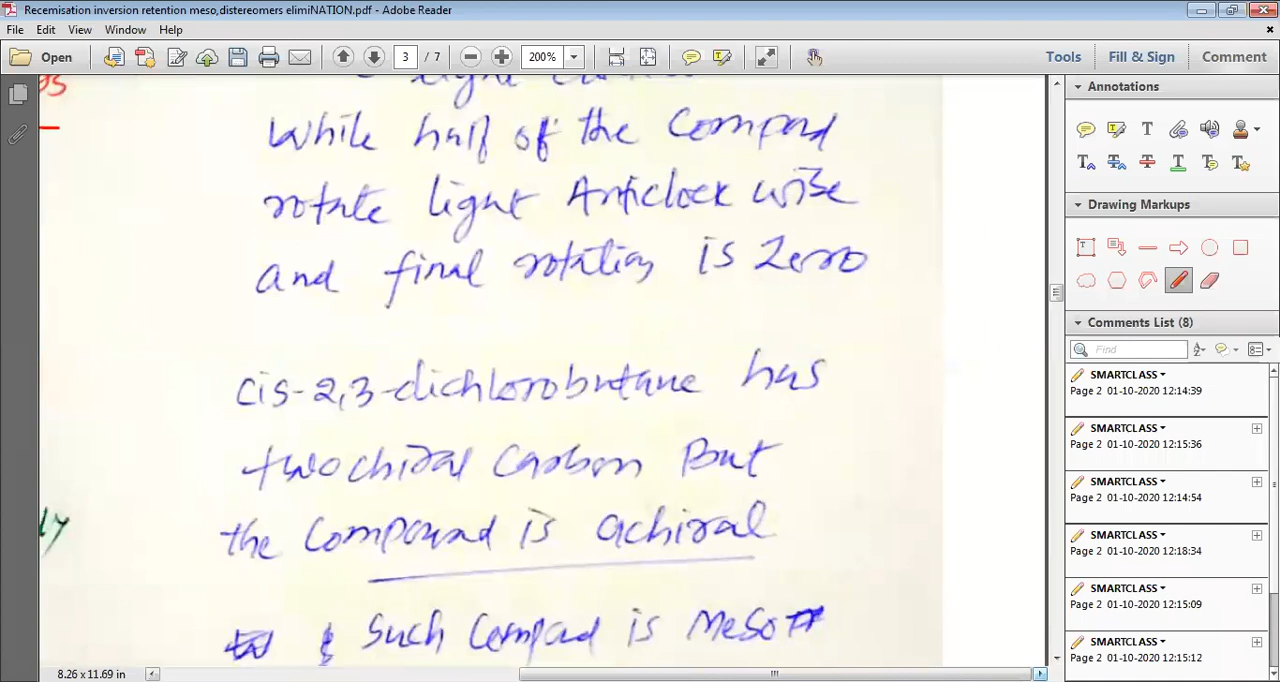 Recemisation inversion retention meso,distereomers elimiNATION.pdf - Adobe Reader
File Edit View Window Help
Open 3 / 7 200% Tools Fill & Sign Comment
Annotations
Drawing Markups
Comments List (8)
Find
SMARTCLASS
Page 2 01-10-2020 12:14:39
SMARTCLASS
Page 2 01-10-2020 12:15:36
SMARTCLASS
Page 2 01-10-2020 12:14:54
SMARTCLASS
Page 2 01-10-2020 12:18:34
SMARTCLASS
Page 2 01-10-2020 12:15:09
SMARTCLASS
Page 2 01-10-2020 12:15:12
light
While half of the Compod
rotate light Anticlock wise
and final rotation is Zero
cis-2,3-dichlorobutane has
two chiral Carbon But
the Compound is achiral
Such Compod is Meso
8.26 x 11.69 in